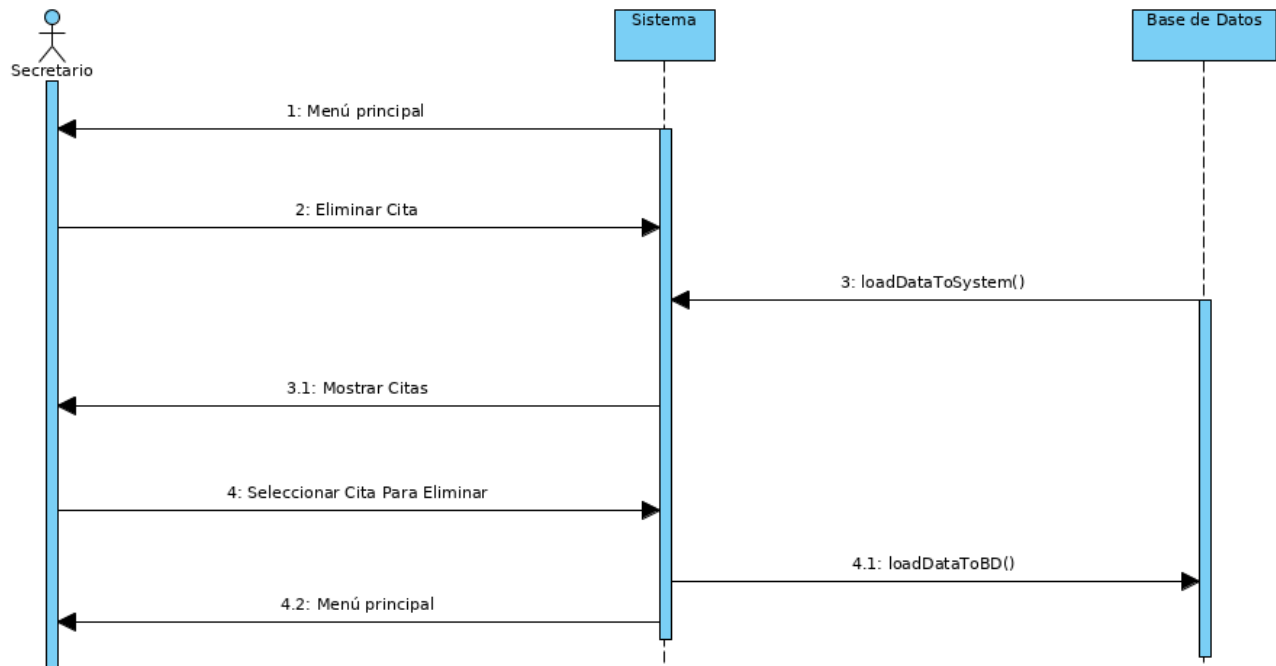 Sistema
Base de Datos
Secretario
1: Menú principal
2: Eliminar Cita
3: loadDataToSystem()
3.1: Mostrar Citas
4: Seleccionar Cita Para Eliminar
4.1: loadDataToBD()
4.2: Menú principal